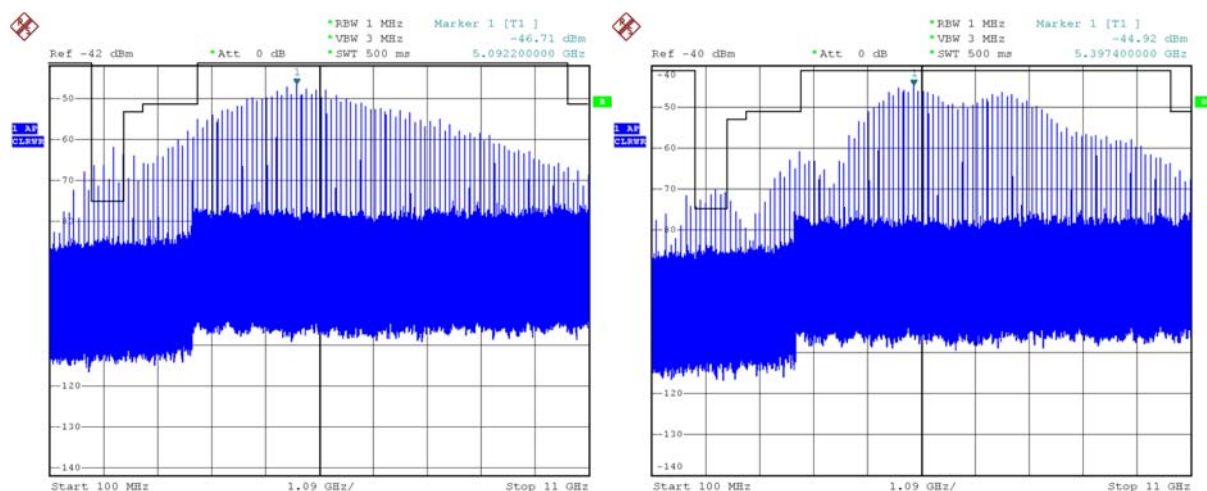 RBW 1 MHz
Marker 1 [T1 ]
VBW 3 MHz
-46.71 dBm
Ref -42 dBm
Att 0 dB
SWT 500 ms
5.092200000 GHz
1
-50
-60
-70
-120
-130
-140
1 AP
CLRWR
Start 100 MHz
1.09 GHz/
Stop 11 GHz
RBW 1 MHz
Marker 1 [T1 ]
VBW 3 MHz
-44.92 dBm
Ref -40 dBm
Att 0 dB
SWT 500 ms
5.397400000 GHz
-40
1
-50
-60
-70
-80
-120
-130
-140
1 AP
CLRWR
Start 100 MHz
1.09 GHz/
Stop 11 GHz